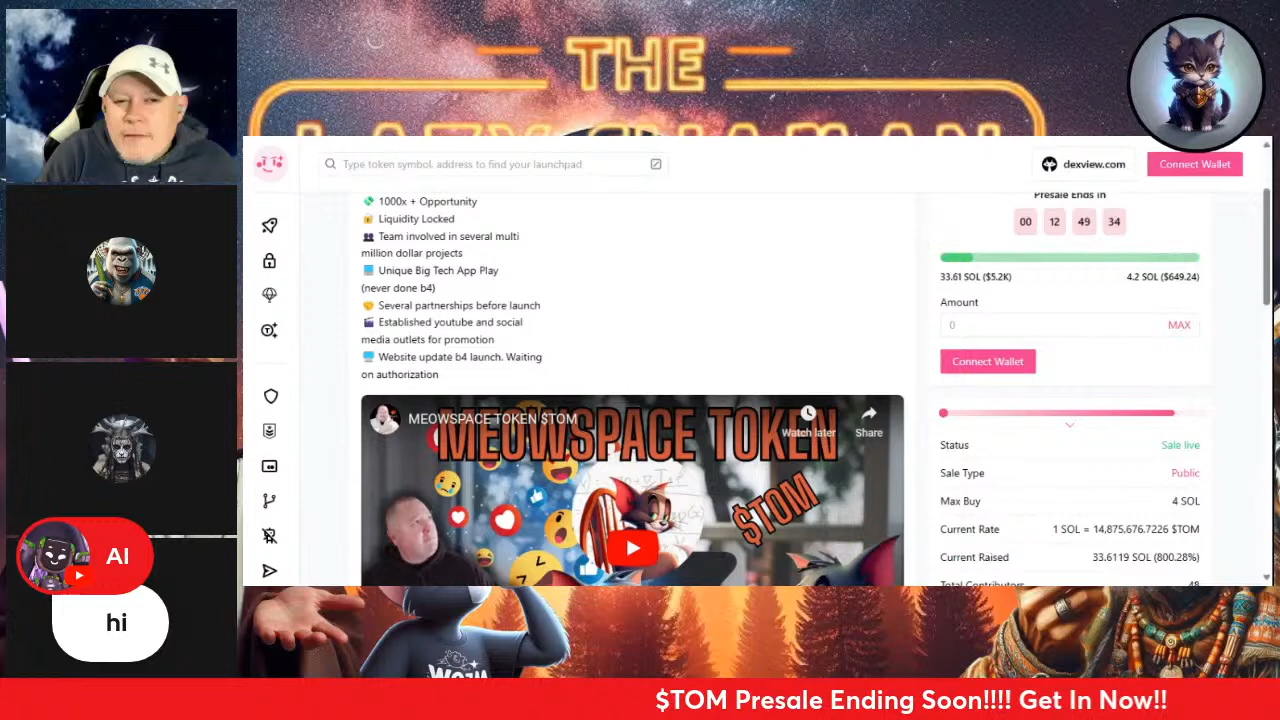 THE
LAZY SHAMAN
Type token symbol, address to find your launchpad
dexview.com
Connect Wallet
💸 1000x + Opportunity
🔒 Liquidity Locked
👥 Team involved in several multi
million dollar projects
💻 Unique Big Tech App Play
(never done b4)
🤝 Several partnerships before launch
🎬 Established youtube and social
media outlets for promotion
💻 Website update b4 launch. Waiting
on authorization
Presale Ends In
00 12 49 34
33.61 SOL ($5.2K) 4.2 SOL ($649.24)
Amount
0 MAX
Connect Wallet
Status Sale live
Sale Type Public
Max Buy 4 SOL
Current Rate 1 SOL = 14,875,676.7226 $TOM
Current Raised 33.6119 SOL (800.28%)
Total Contributors 48
MEOWSPACE TOKEN $TOM
Watch later
Share
MEOWSPACE TOKEN
$TOM
AI
hi
$TOM Presale Ending Soon!!!! Get In Now!!